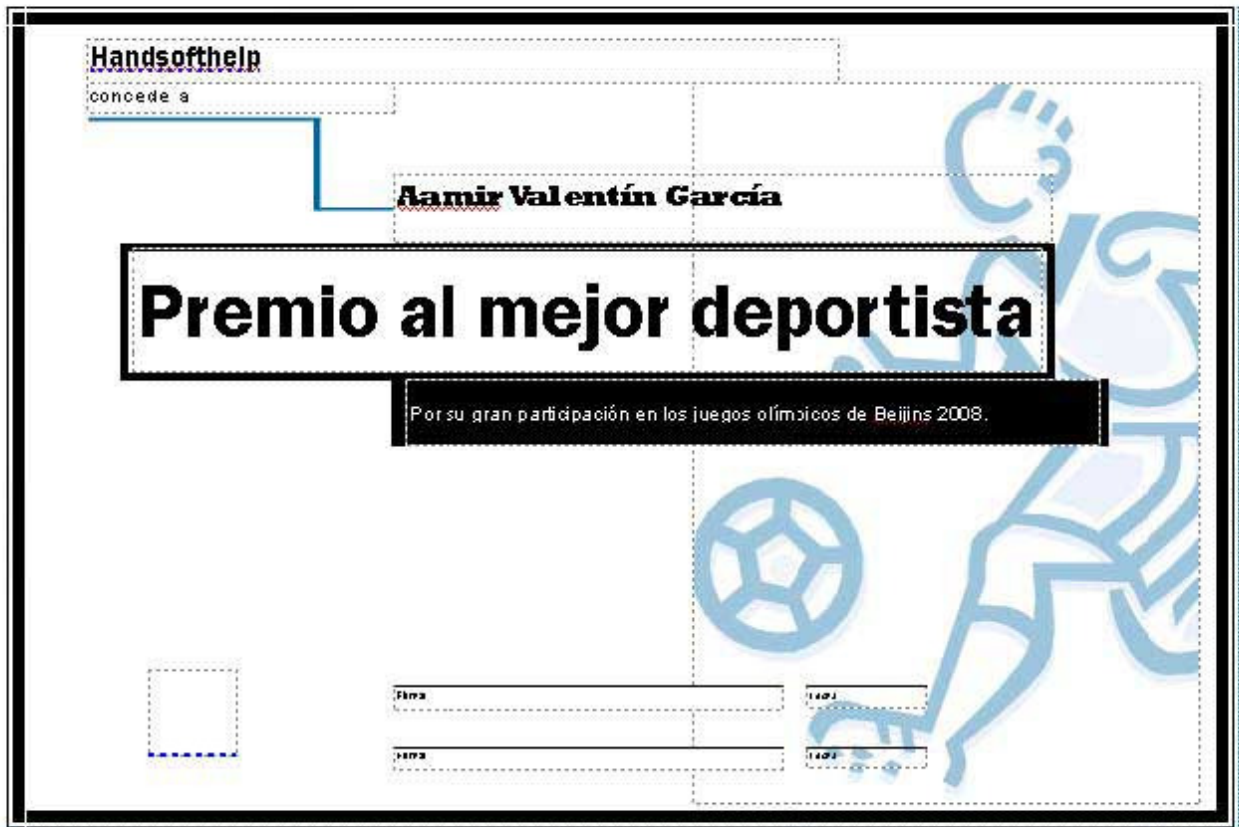 Handsofthelp
concede a
Aamir Valentín García
Premio al mejor deportista
Por su gran participación en los juegos olímpicos de Beijins 2008.
Firma
Firma